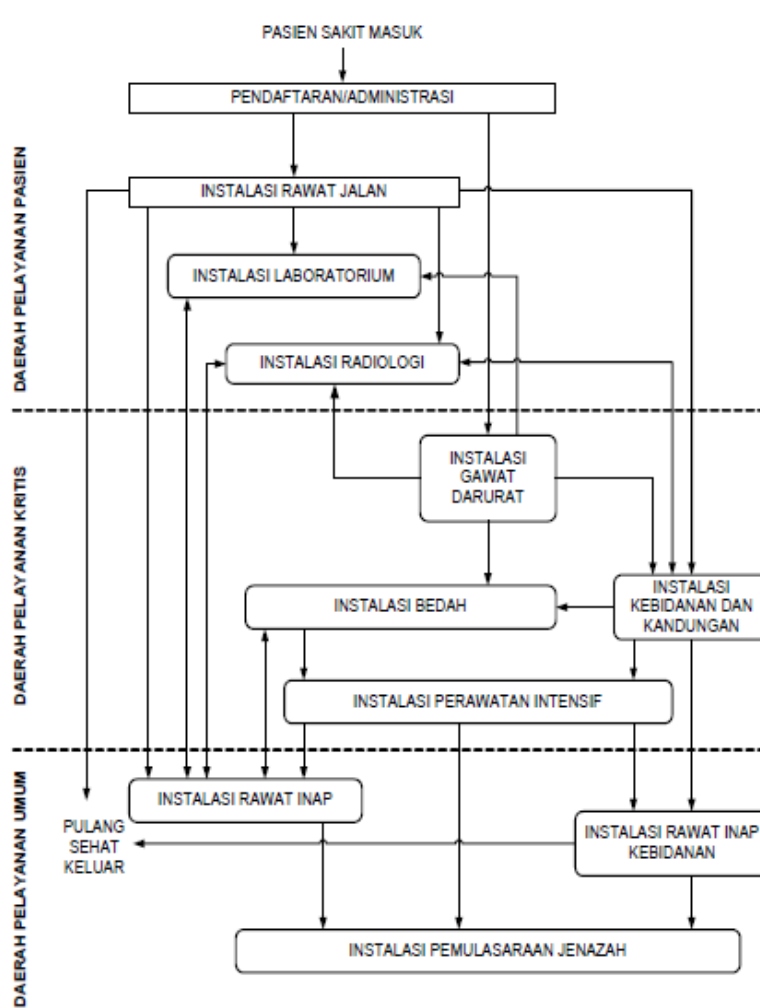 PASIEN SAKIT MASUK
PENDAFTARAN/ADMINISTRASI
DAERAH PELAYANAN PASIEN
INSTALASI RAWAT JALAN
INSTALASI LABORATORIUM
INSTALASI RADIOLOGI
DAERAH PELAYANAN KRITIS
INSTALASI
GAWAT
DARURAT
INSTALASI BEDAH
INSTALASI
KEBIDANAN DAN
KANDUNGAN
INSTALASI PERAWATAN INTENSIF
DAERAH PELAYANAN UMUM
INSTALASI RAWAT INAP
PULANG
SEHAT
KELUAR
INSTALASI RAWAT INAP
KEBIDANAN
INSTALASI PEMULASARAAN JENAZAH